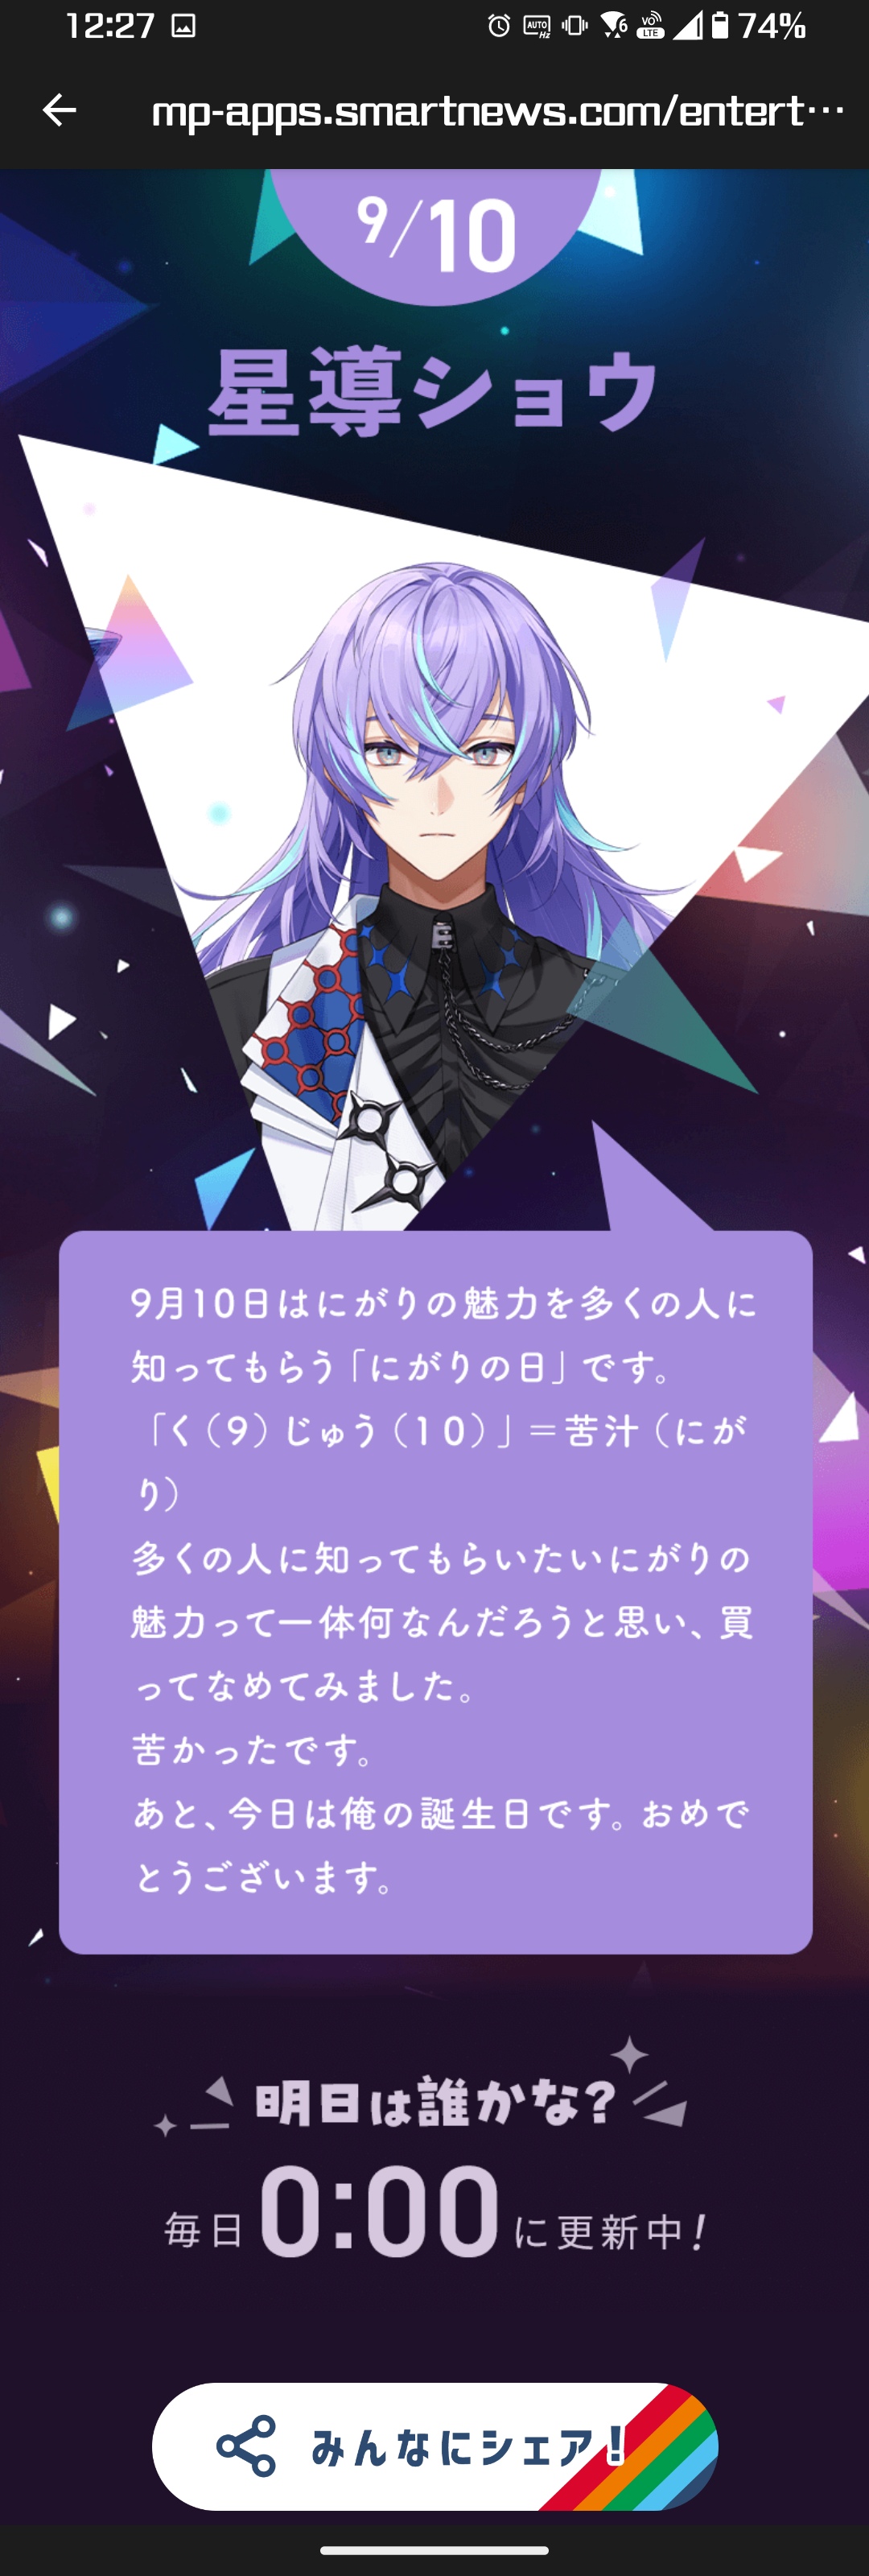 12:27
AUTO
Hz
6
VO
LTE
74%
mp-apps.smartnews.com/entert…
9/10
星導ショウ
9月10日はにがりの魅力を多くの人に
知ってもらう「にがりの日」です。
「く（9）じゅう（10）」＝苦汁（にが
り）
多くの人に知ってもらいたいにがりの
魅力って一体何なんだろうと思い、買
ってなめてみました。
苦かったです。
あと、今日は俺の誕生日です。おめで
とうございます。
明日は誰かな?
毎日0:00に更新中!
みんなにシェア!